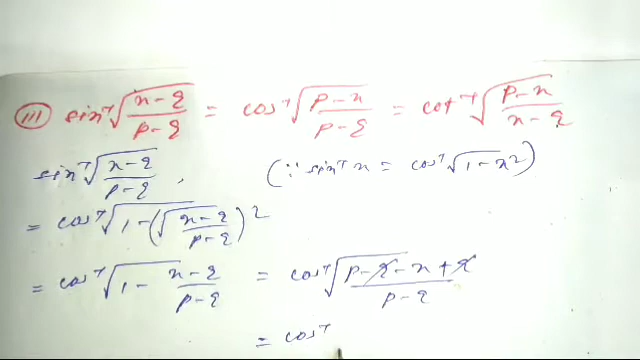 (iii) sin⁻¹√((x-q)/(p-q)) = cos⁻¹√((p-x)/(p-q)) = cot⁻¹√((p-x)/(x-q))
sin⁻¹√((x-q)/(p-q)), (∵ sin⁻¹x = cos⁻¹√(1-x²))
= cos⁻¹√(1-(√((x-q)/(p-q)))²)
= cos⁻¹√(1-(x-q)/(p-q)) = cos⁻¹√((p-q-x+q)/(p-q))
= cos⁻¹